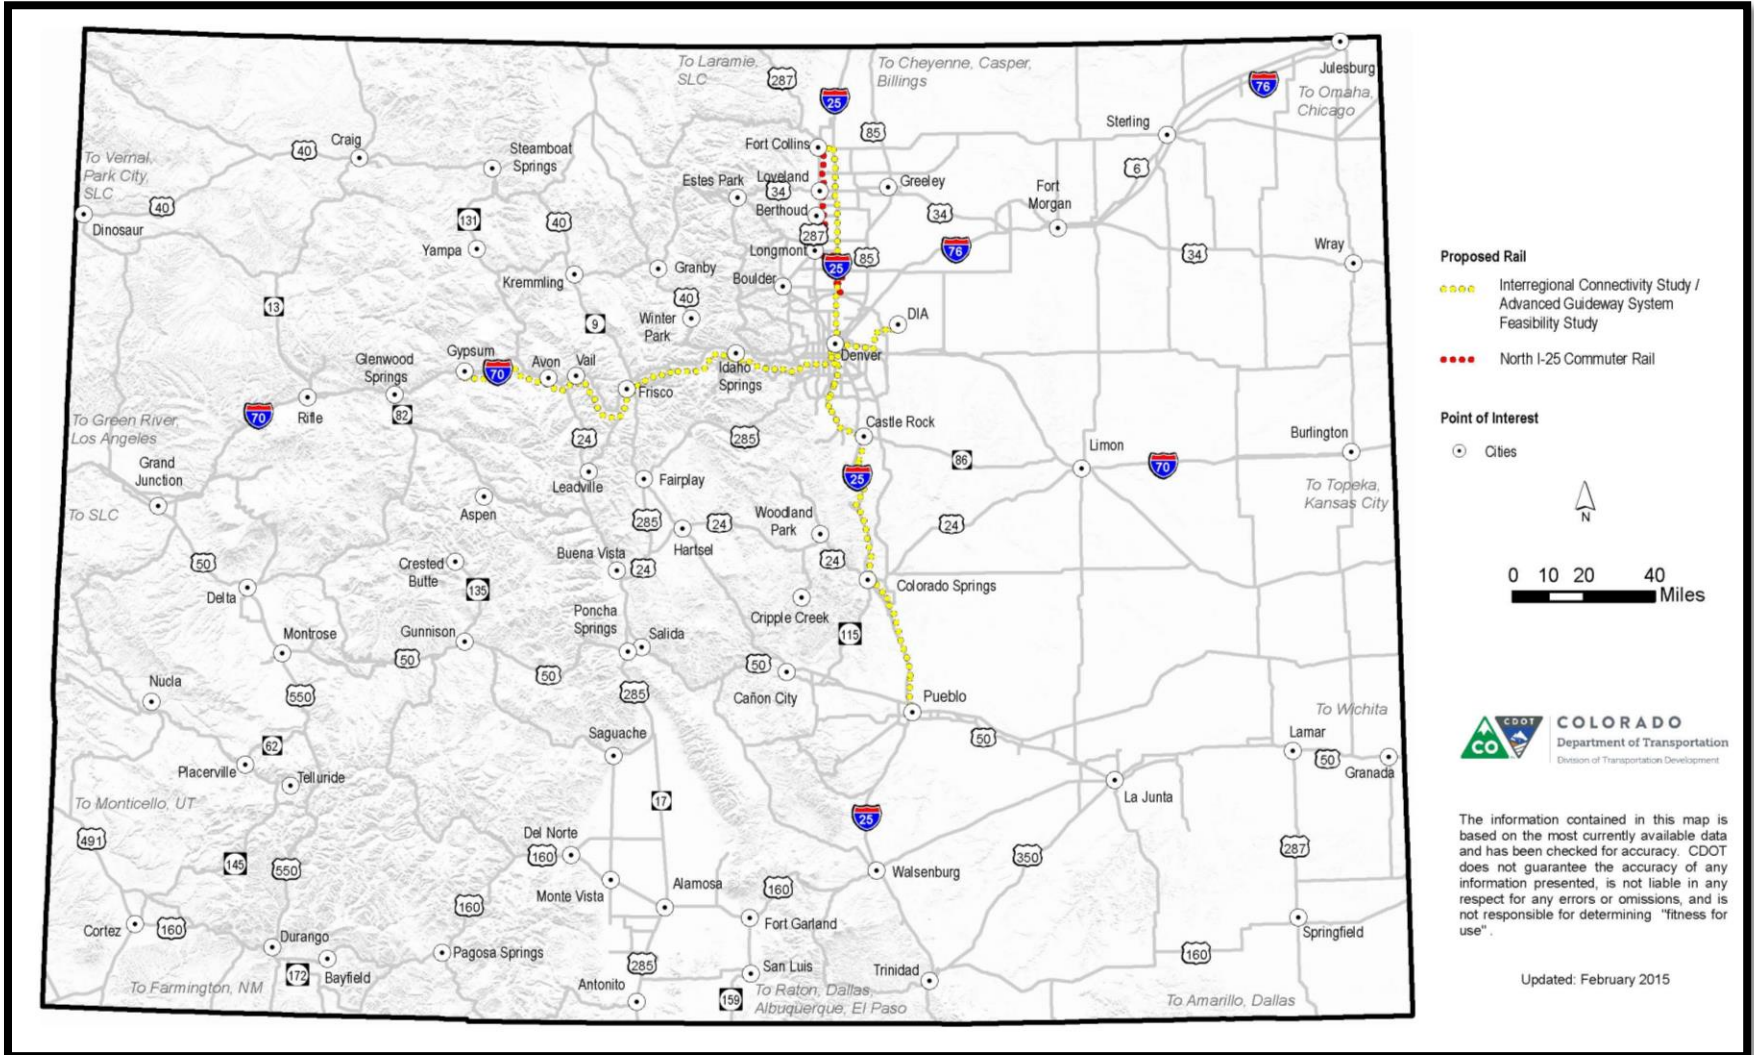 To Laramie,
SLC
287
25
To Cheyenne, Casper,
Billings
76
Julesburg
To Omaha,
Chicago
Sterling
85
Craig
40
Steamboat
Springs
Fort Collins
To Vernal,
Park City,
SLC
6
Estes Park
34
Loveland
Greeley
Fort
Morgan
40
Dinosaur
131
40
Berthoud
34
287
Yampa
Longmont
25
85
76
34
Wray
Granby
Kremmling
Boulder
40
13
9
Winter
Park
DIA
Denver
Gypsum
70
Avon
Vail
Glenwood
Springs
Idaho
Springs
Frisco
70
Rifle
82
To Green River,
Los Angeles
24
285
Castle Rock
86
Limon
70
Burlington
Grand
Junction
Leadville
Fairplay
25
To Topeka,
Kansas City
To SLC
Aspen
285
24
Hartsel
Woodland
Park
24
24
50
Crested
Butte
Buena Vista
24
135
Colorado Springs
Delta
Cripple Creek
Poncha
Springs
Salida
115
Montrose
Gunnison
50
50
50
Cañon City
Nucla
550
285
Pueblo
To Wichita
50
Lamar
50
Granada
62
Saguache
Placerville
Telluride
La Junta
To Monticello, UT
17
25
491
145
550
Del Norte
160
350
287
Monte Vista
Alamosa
160
Walsenburg
160
Cortez
160
Fort Garland
Springfield
Durango
172
Bayfield
Pagosa Springs
285
San Luis
Trinidad
160
To Farmington, NM
Antonito
159
To Raton, Dallas,
Albuquerque, El Paso
To Amarillo, Dallas
Proposed Rail
Interregional Connectivity Study /
Advanced Guideway System
Feasibility Study
North I-25 Commuter Rail
Point of Interest
Cities
N
0 10 20 40
Miles
CO
CDOT
COLORADO
Department of Transportation
Division of Transportation Development
The information contained in this map is
based on the most currently available data
and has been checked for accuracy. CDOT
does not guarantee the accuracy of any
information presented, is not liable in any
respect for any errors or omissions, and is
not responsible for determining "fitness for
use" .
Updated: February 2015